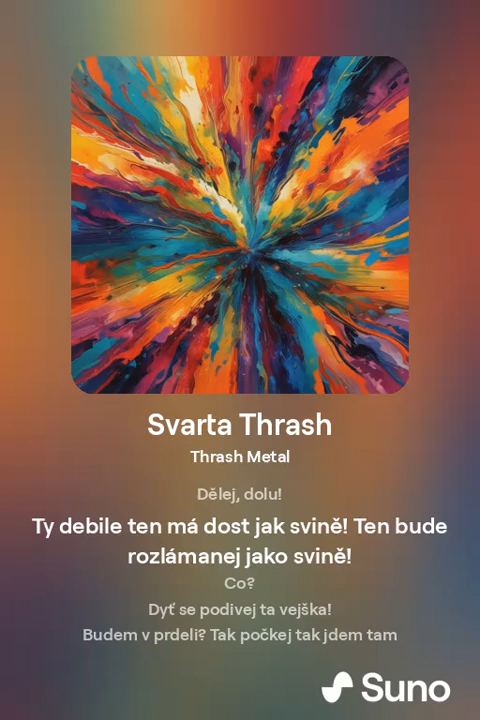 Svarta Thrash
Thrash Metal
Dělej, dolu!
Ty debile ten má dost jak svině! Ten bude
rozlámanej jako svině!
Co?
Dyť se podivej ta vejška!
Budem v prdeli? Tak počkej tak jdem tam
Suno